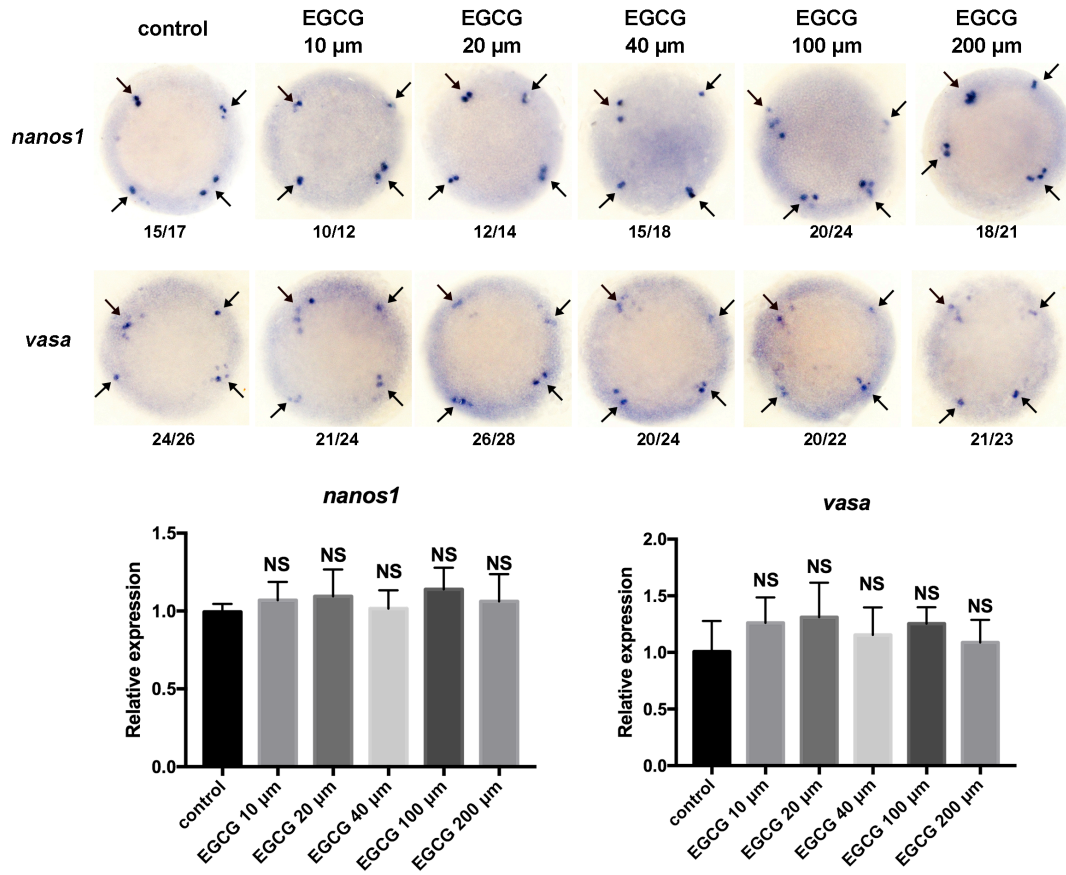 control
EGCG
10 µm
EGCG
20 µm
EGCG
40 µm
EGCG
100 µm
EGCG
200 µm
nanos1
15/17
10/12
12/14
15/18
20/24
18/21
vasa
24/26
21/24
26/28
20/24
20/22
21/23
nanos1
Relative expression
1.5
1.0
0.5
0.0
NS
NS
NS
NS
NS
control
EGCG 10 µm
EGCG 20 µm
EGCG 40 µm
EGCG 100 µm
EGCG 200 µm
vasa
Relative expression
2.0
1.5
1.0
0.5
0.0
NS
NS
NS
NS
NS
control
EGCG 10 µm
EGCG 20 µm
EGCG 40 µm
EGCG 100 µm
EGCG 200 µm